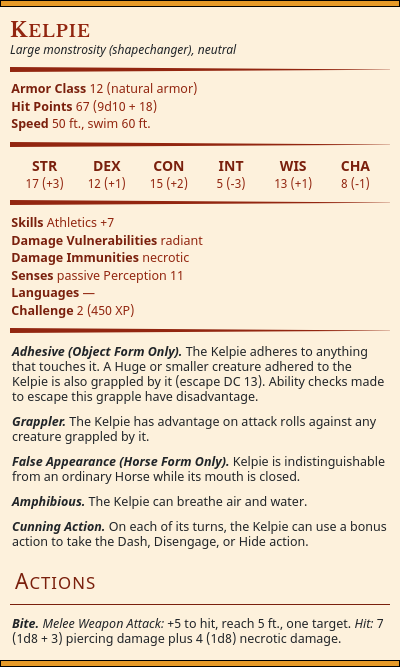 KELPIE
Large monstrosity (shapechanger), neutral
Armor Class 12 (natural armor)
Hit Points 67 (9d10 + 18)
Speed 50 ft., swim 60 ft.
STR DEX CON INT WIS CHA
17 (+3) 12 (+1) 15 (+2) 5 (-3) 13 (+1) 8 (-1)
Skills Athletics +7
Damage Vulnerabilities radiant
Damage Immunities necrotic
Senses passive Perception 11
Languages —
Challenge 2 (450 XP)
Adhesive (Object Form Only). The Kelpie adheres to anything
that touches it. A Huge or smaller creature adhered to the
Kelpie is also grappled by it (escape DC 13). Ability checks made
to escape this grapple have disadvantage.
Grappler. The Kelpie has advantage on attack rolls against any
creature grappled by it.
False Appearance (Horse Form Only). Kelpie is indistinguishable
from an ordinary Horse while its mouth is closed.
Amphibious. The Kelpie can breathe air and water.
Cunning Action. On each of its turns, the Kelpie can use a bonus
action to take the Dash, Disengage, or Hide action.
ACTIONS
Bite. Melee Weapon Attack: +5 to hit, reach 5 ft., one target. Hit: 7
(1d8 + 3) piercing damage plus 4 (1d8) necrotic damage.